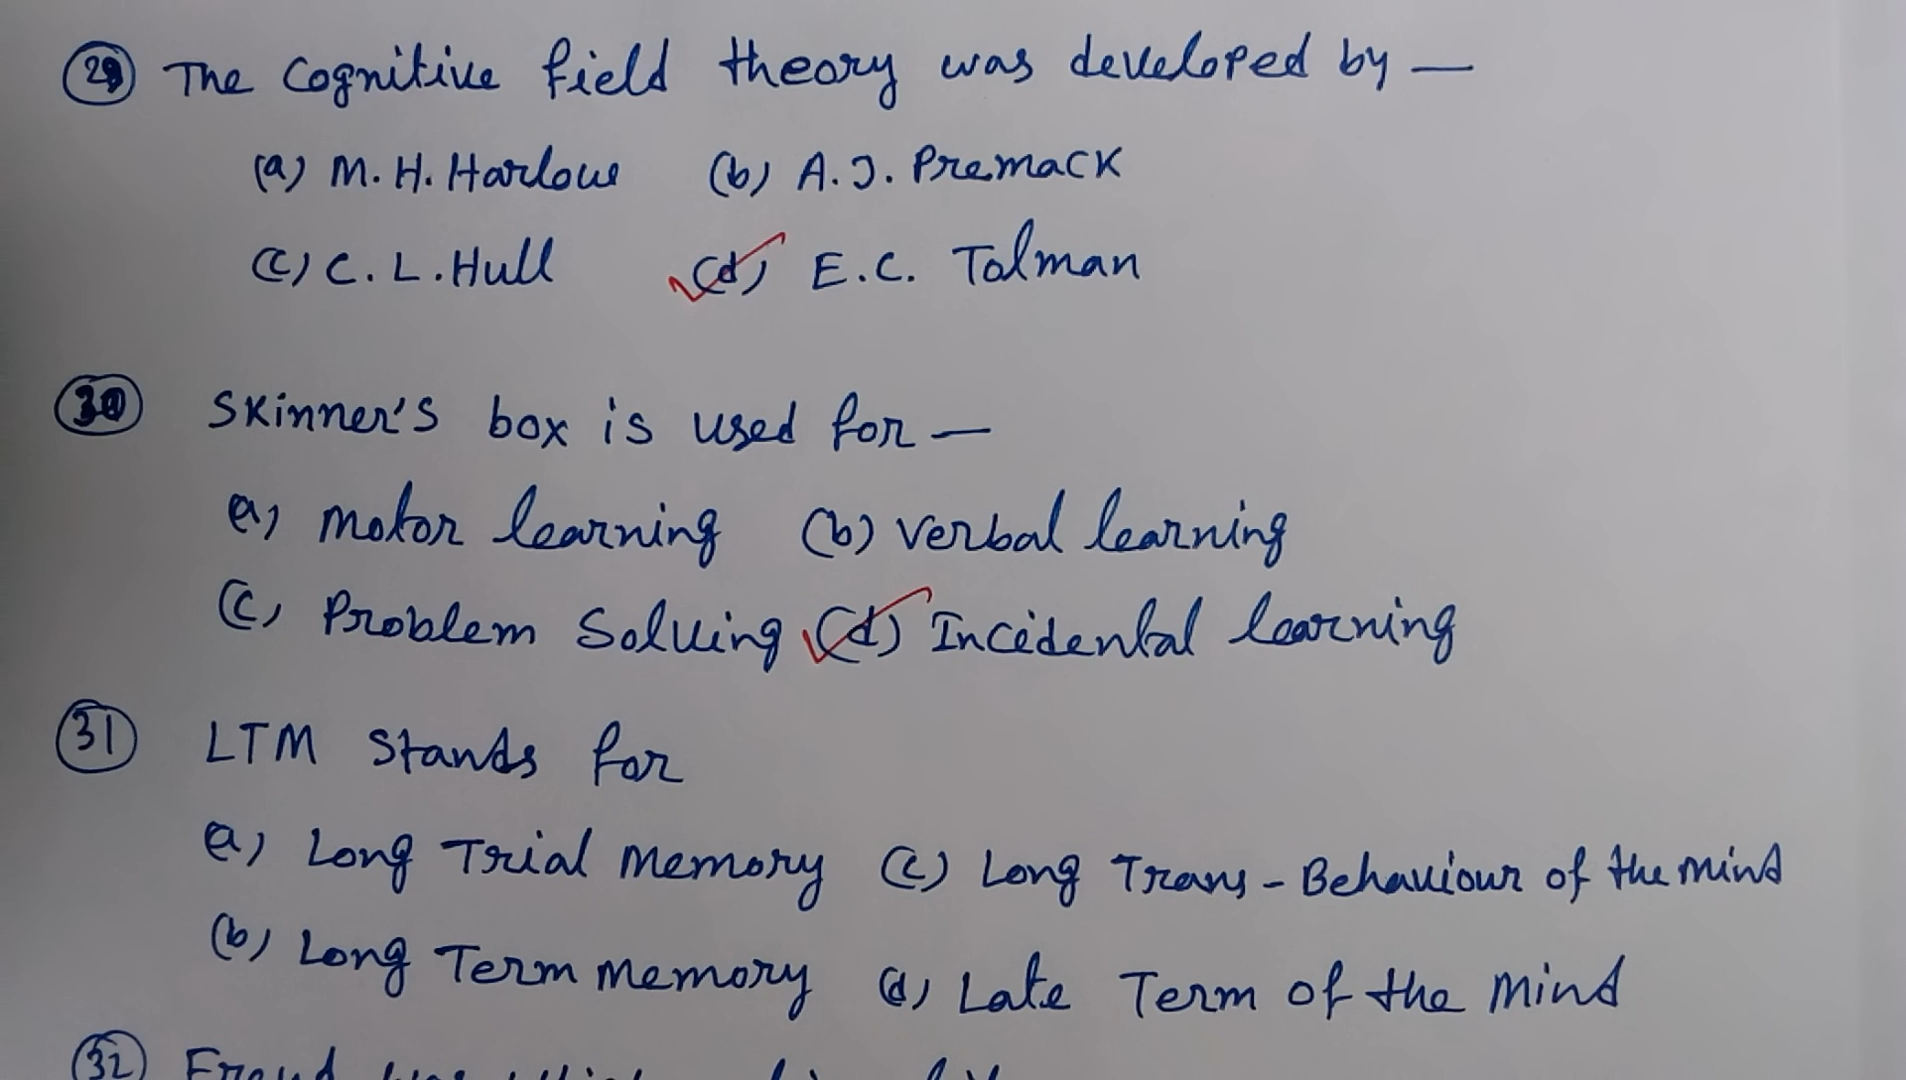 29 The Cognitive field theory was developed by —
(a) M. H. Harlow (b) A. J. Premack
(c) C. L. Hull (d) E.C. Tolman
30 Skinner's box is used for —
a) motor learning (b) verbal learning
(c) Problem Solving (d) Incidental learning
31 LTM Stands for
a) Long Trial Memory (c) Long Trans-Behaviour of the mind
(b) Long Term memory (d) Late Term of the mind
32 Freud was